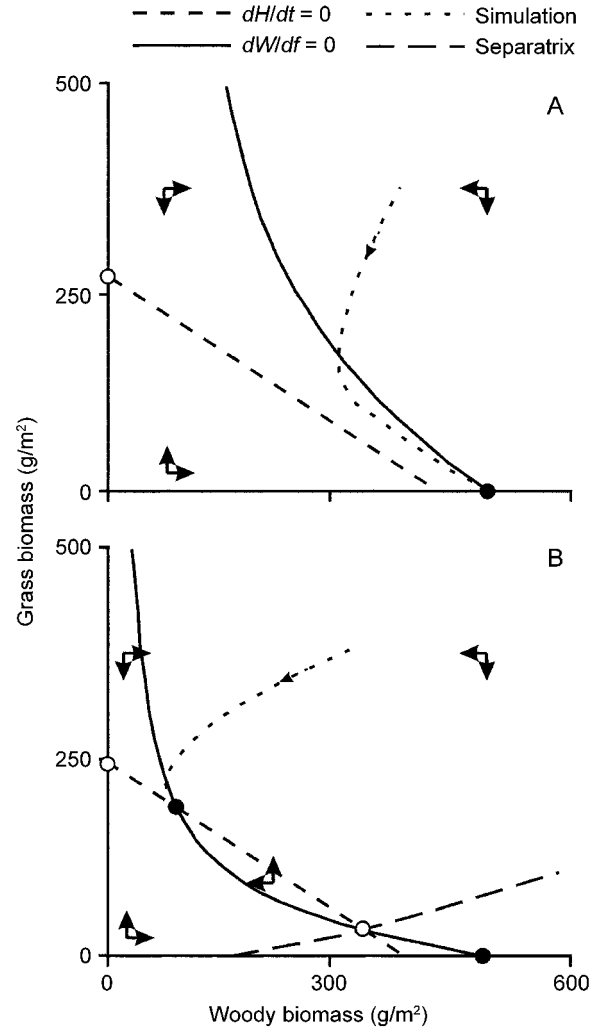 dH/dt = 0
Simulation
dW/df = 0
Separatrix
500
A
250
0
Grass biomass (g/m²)
500
B
250
0
0
300
600
Woody biomass (g/m²)